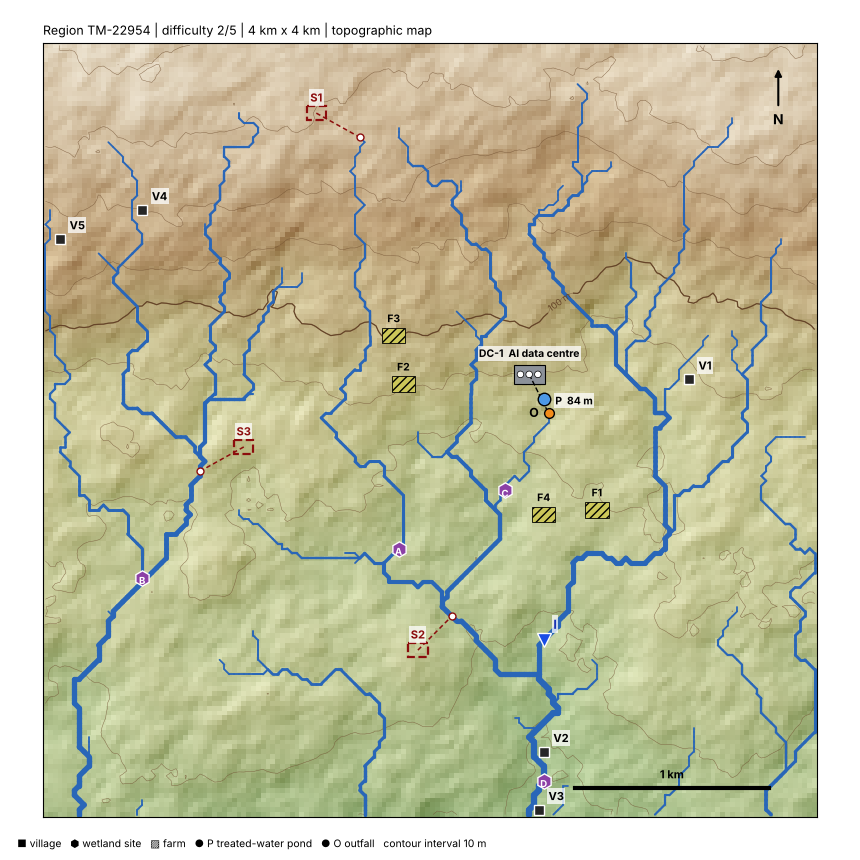 Region TM-22954 | difficulty 2/5 | 4 km x 4 km | topographic map
S1
N
V4
V5
100 m
F3
DC-1 AI data centre
F2
V1
P 84 m
O
S3
C
F4
F1
A
B
I
S2
V2
1 km
D
V3
village wetland site farm P treated-water pond O outfall contour interval 10 m